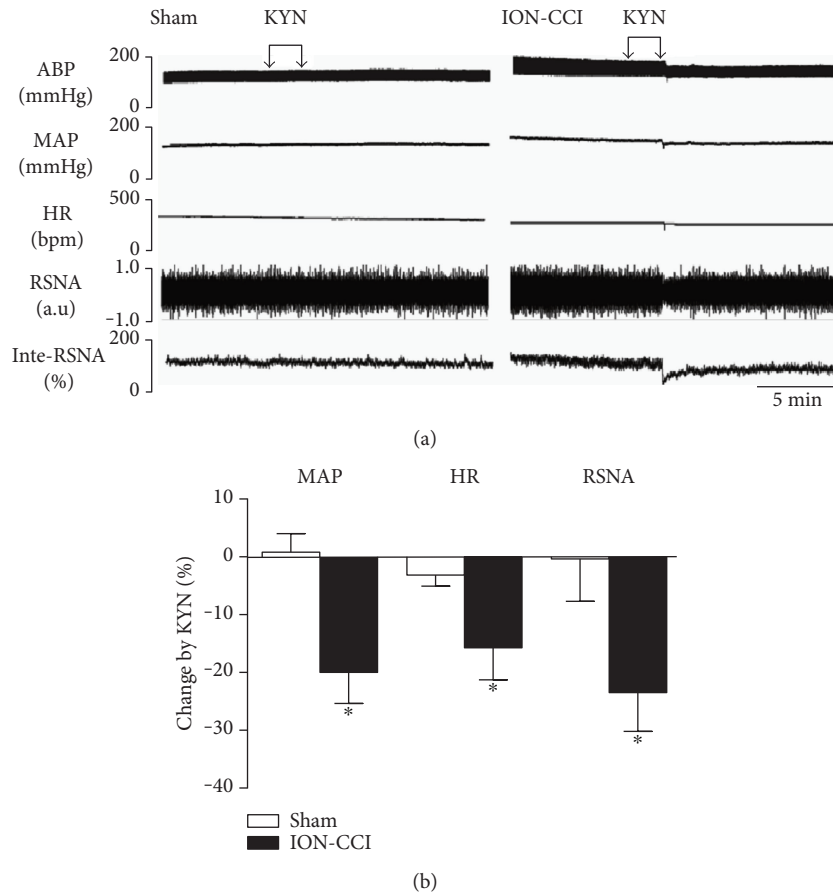 Sham KYN ION-CCI KYN
ABP
(mmHg)
200
0
MAP
(mmHg)
200
0
HR
(bpm)
500
0
RSNA
(a.u)
1.0
−1.0
Inte-RSNA
(%)
200
0
5 min
(a)
MAP HR RSNA
Change by KYN (%)
10
0
−10
−20
−30
−40
* * *
Sham
ION-CCI
(b)